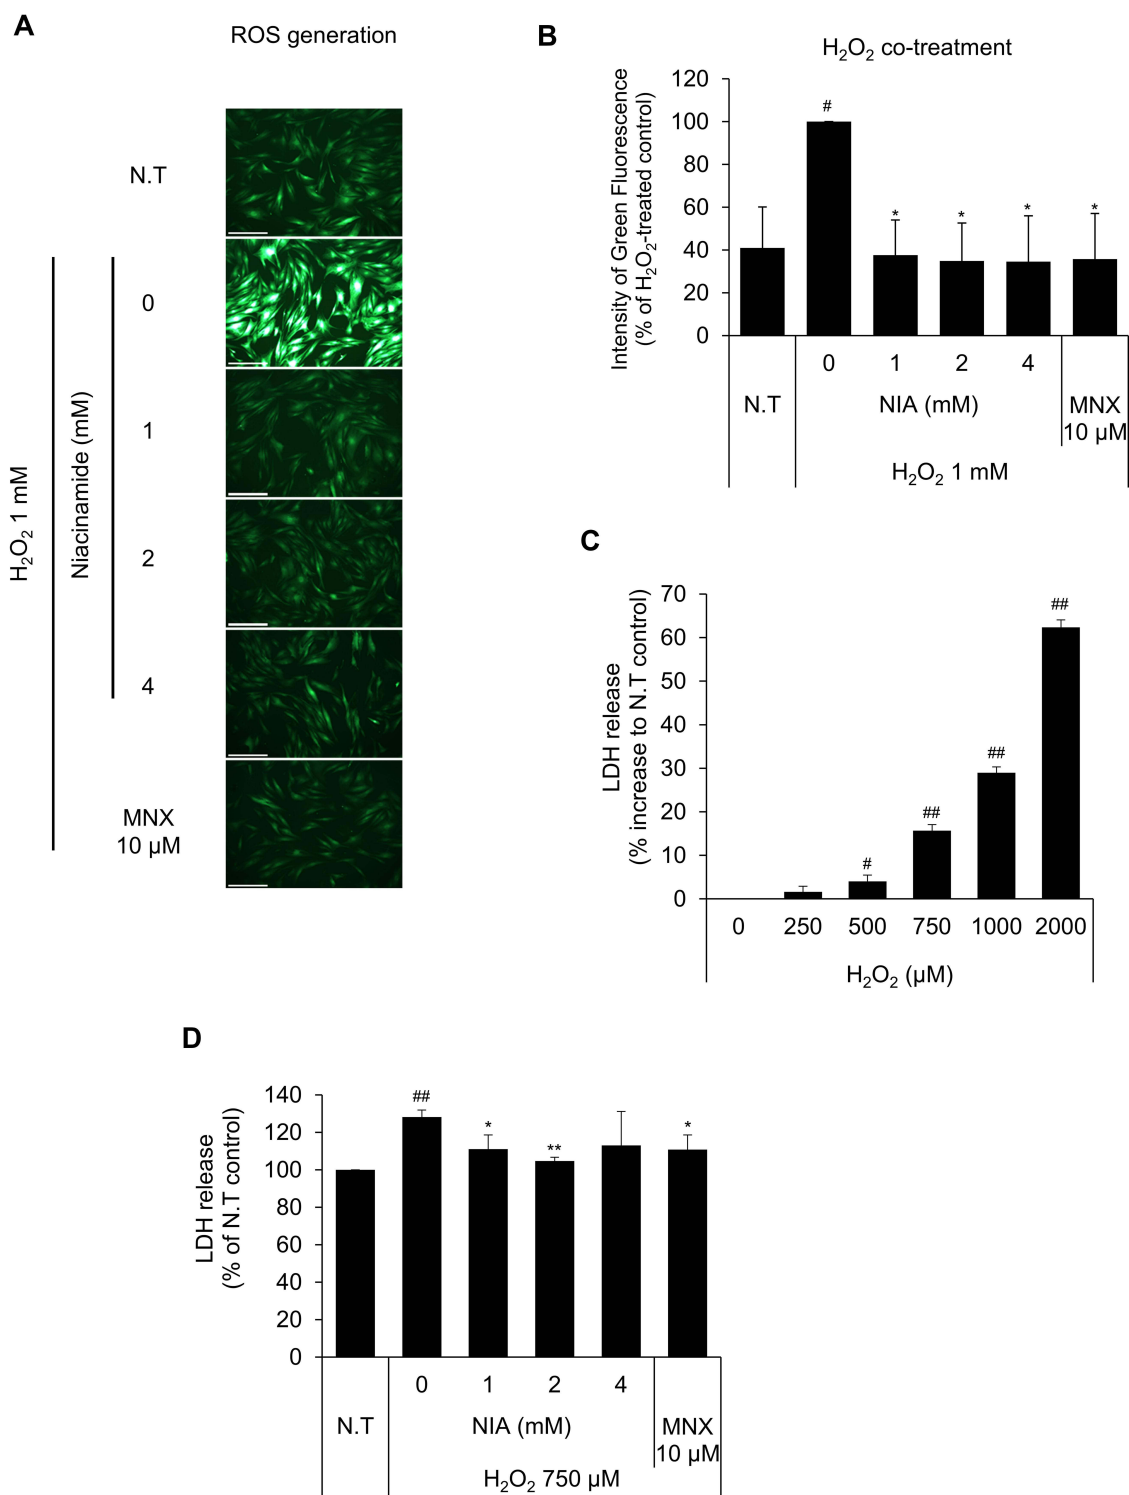 A
ROS generation
N.T
0
1
2
4
MNX
10 µM
Niacinamide (mM)
H₂O₂ 1 mM
B
H₂O₂ co-treatment
Intensity of Green Fluorescence
(% of H₂O₂-treated control)
120
100
80
60
40
20
0
#
*
*
*
*
0 1 2 4
N.T NIA (mM) MNX
10 µM
H₂O₂ 1 mM
C
LDH release
(% increase to N.T control)
70
60
50
40
30
20
10
0
#
##
##
##
0 250 500 750 1000 2000
H₂O₂ (µM)
D
LDH release
(% of N.T control)
140
120
100
80
60
40
20
0
##
*
**
*
0 1 2 4
N.T NIA (mM) MNX
10 µM
H₂O₂ 750 µM